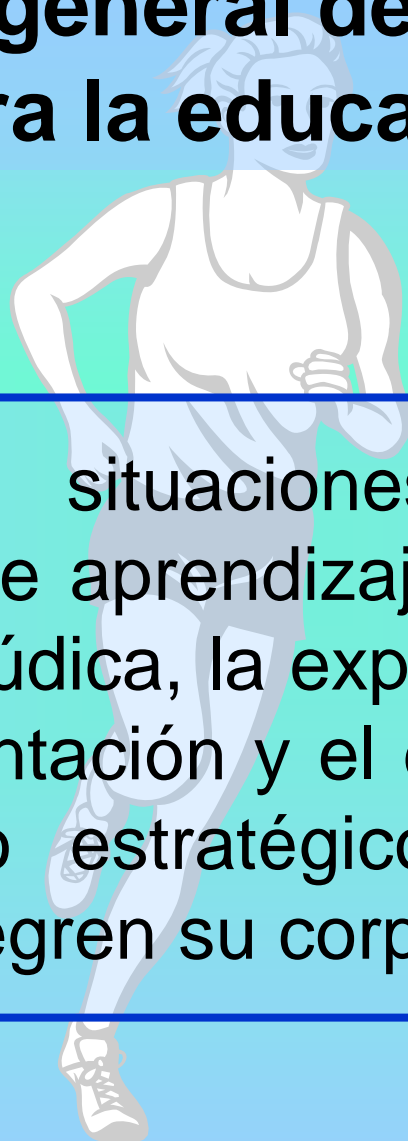 general de
ra la educa
situaciones
e aprendizaj
údica, la exp
ntación y el
o estratégico
egren su corp